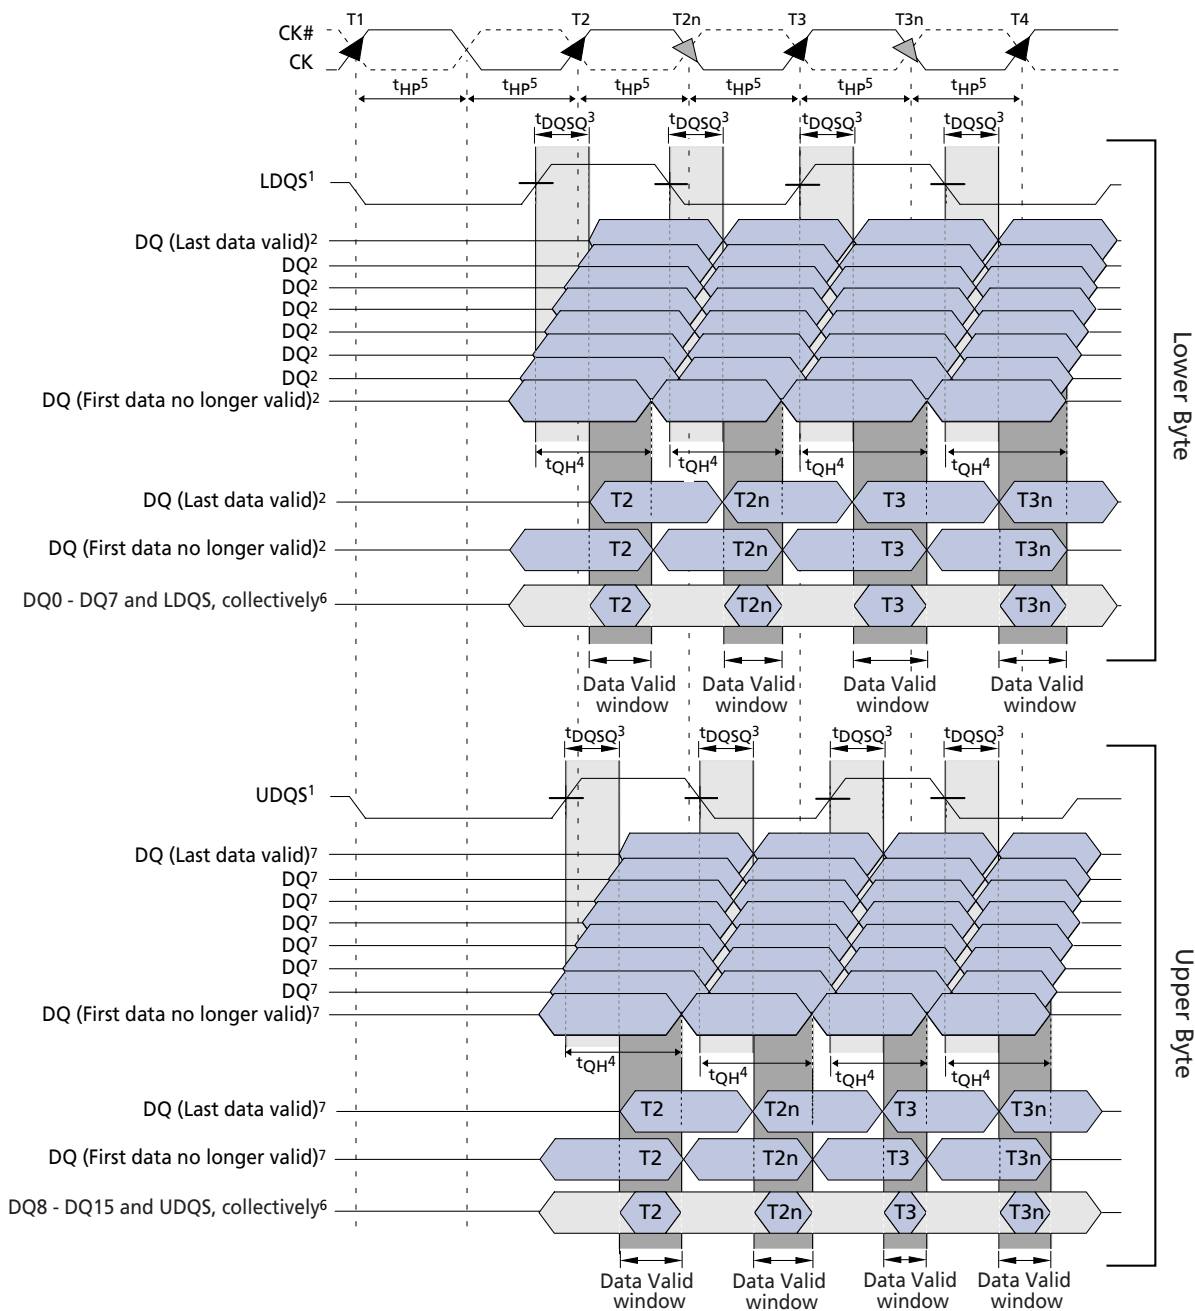 T1 T2 T2n T3 T3n T4
CK#
CK
tHP5 tHP5 tHP5 tHP5 tHP5 tHP5
tDQSQ3 tDQSQ3 tDQSQ3 tDQSQ3
LDQS1
DQ (Last data valid)2
DQ2
DQ2
DQ2
DQ2
DQ2
DQ2
DQ (First data no longer valid)2
Lower Byte
tQH4 tQH4 tQH4 tQH4
DQ (Last data valid)2 T2 T2n T3 T3n
DQ (First data no longer valid)2 T2 T2n T3 T3n
DQ0 - DQ7 and LDQS, collectively6 T2 T2n T3 T3n
Data Valid Data Valid Data Valid Data Valid
window window window window
tDQSQ3 tDQSQ3 tDQSQ3 tDQSQ3
UDQS1
DQ (Last data valid)7
DQ7
DQ7
DQ7
DQ7
DQ7
DQ7
DQ (First data no longer valid)7
Upper Byte
tQH4 tQH4 tQH4 tQH4
DQ (Last data valid)7 T2 T2n T3 T3n
DQ (First data no longer valid)7 T2 T2n T3 T3n
DQ8 - DQ15 and UDQS, collectively6 T2 T2n T3 T3n
Data Valid Data Valid Data Valid Data Valid
window window window window